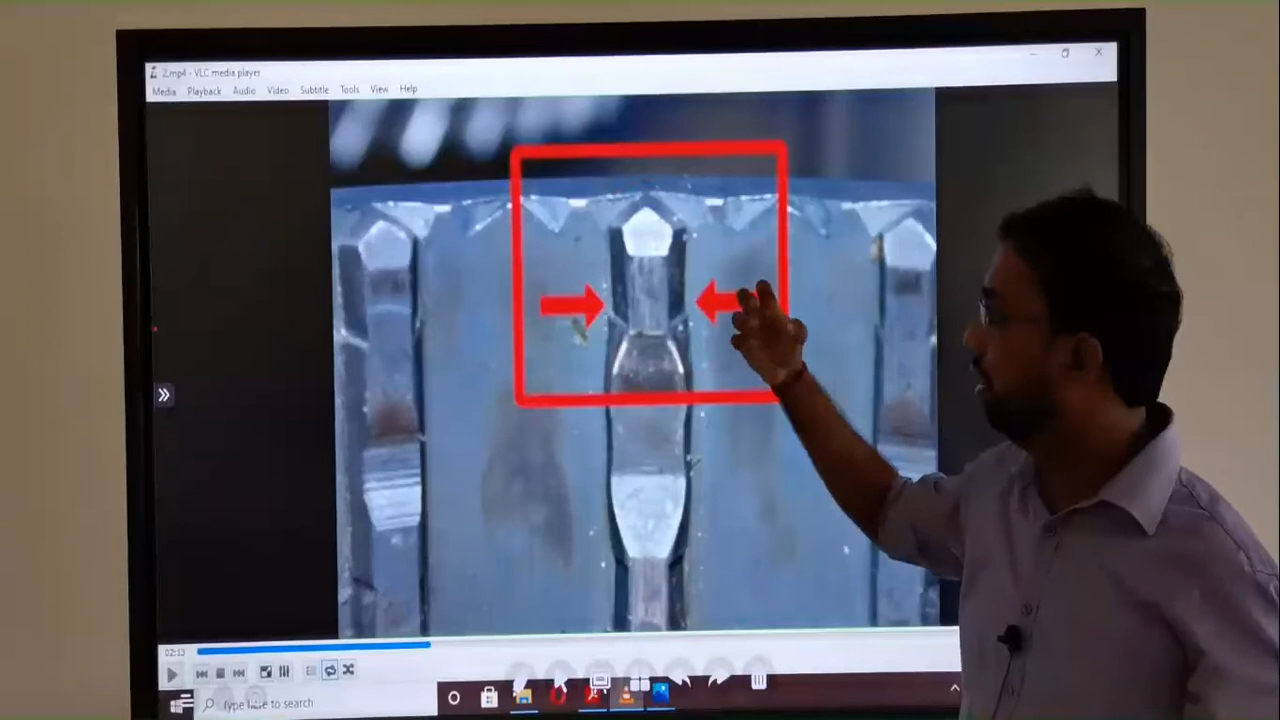 2.mp4 - VLC media player
Media Playback Audio Video Subtitle Tools View Help
02:13
Type here to search